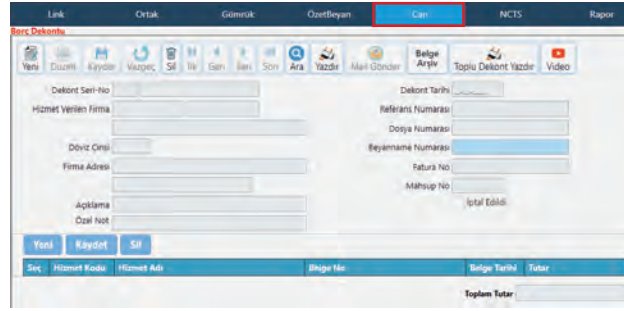 Link Ortak Gümrük ÖzetBeyan Cari NCTS Rapor
Borç Dekontu
Yeni Düzelt Kaydet Vazgeç Sil İlk Geri İleri Son Ara Yazdır Mail Gönder Belge Arşiv Toplu Dekont Yazdır Video
Dekont Seri-No Dekont Tarihi
Hizmet Verilen Firma Referans Numarası
Dosya Numarası
Döviz Cinsi Beyanname Numarası
Firma Adresi Fatura No
Mahsup No
Açıklama İptal Edildi
Özel Not
Yeni Kaydet Sil
Seç Hizmet Kodu Hizmet Adı Belge No Belge Tarihi Tutar
Toplam Tutar